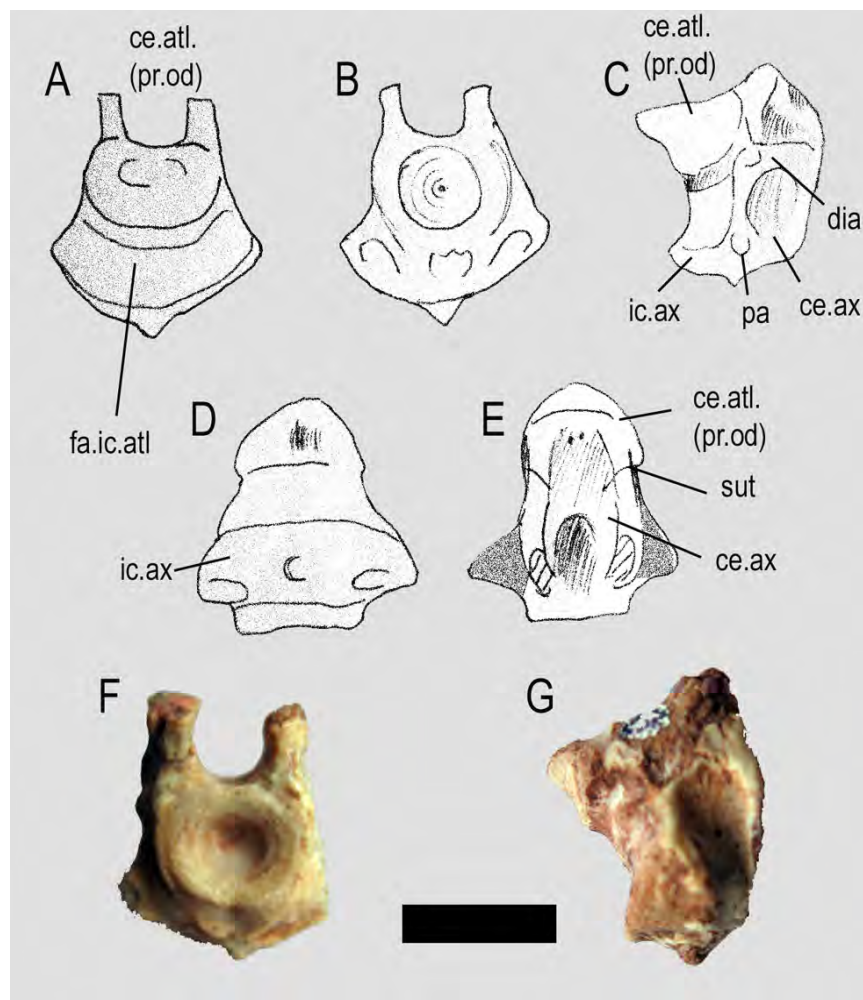 A
ce.atl.
(pr.od)
B
C
ce.atl.
(pr.od)
dia
fa.ic.atl
ic.ax
pa
ce.ax
D
E
ce.atl.
(pr.od)
sut
ic.ax
ce.ax
F
G